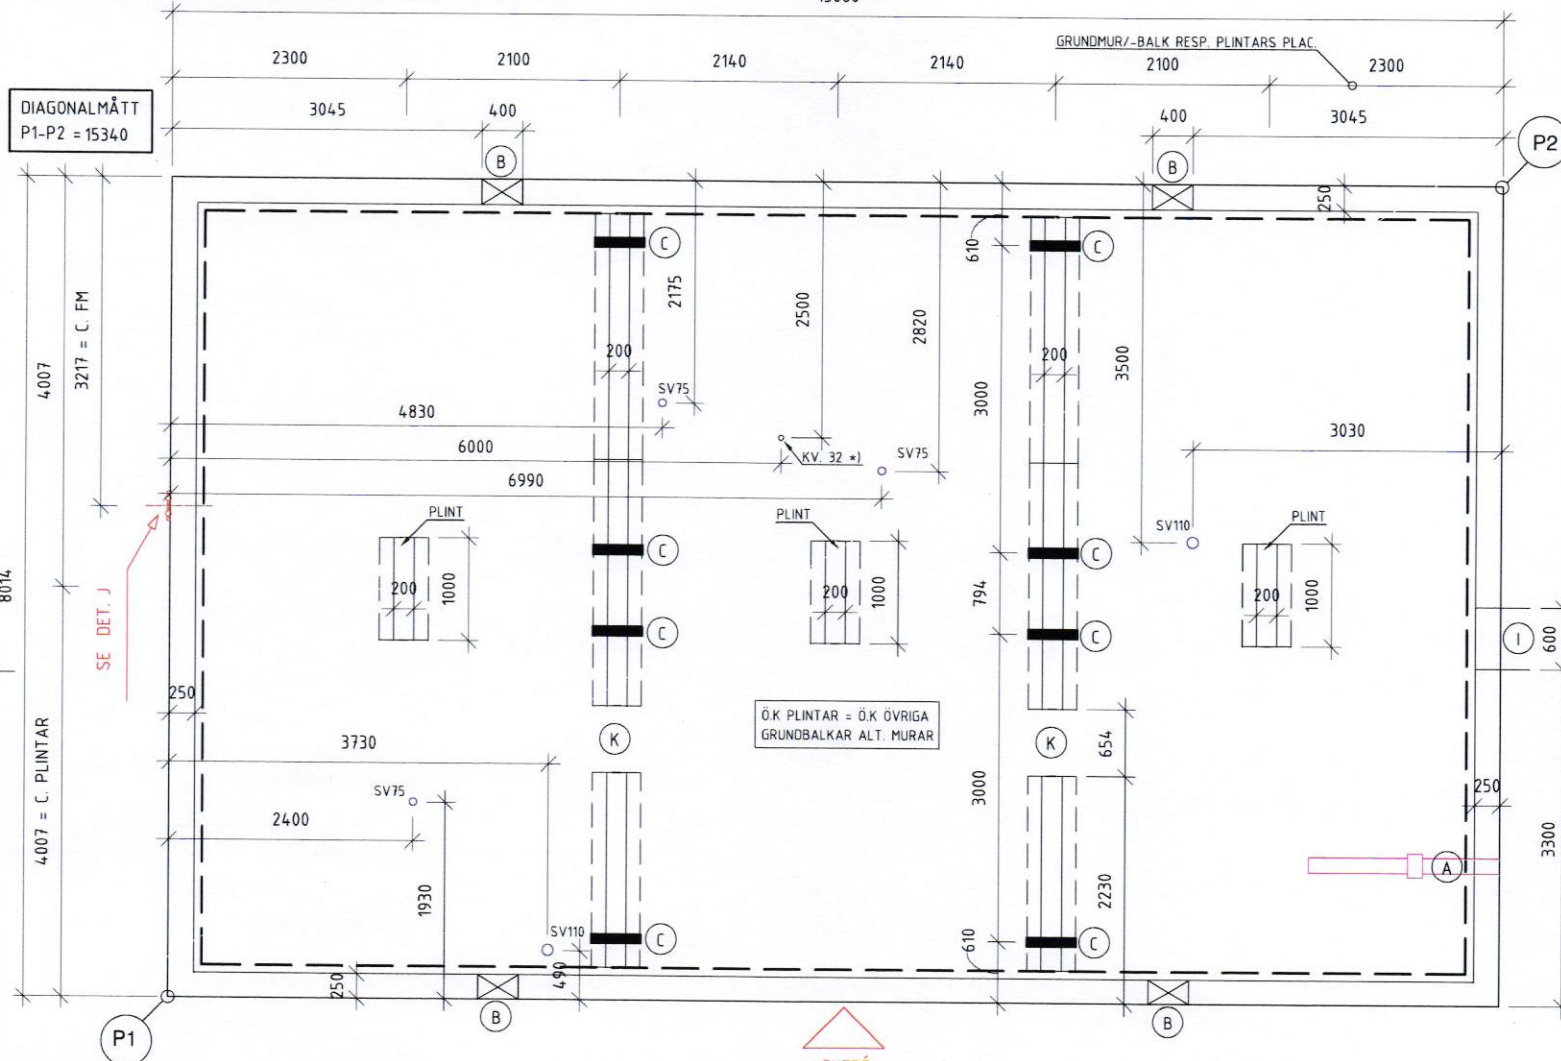 2300
2100
2140
2140
2100
2300
GRUNDMUR/-BALK RESP. PLINTARS PLAC.
DIAGONALMÅTT
P1-P2 = 15340
3045
400
400
3045
P2
B
B
250
C
C
610
2175
2500
2820
3217 = C. FM
4007
200
200
3500
SV75
3000
4830
3030
6000
KV. 32 *)
SV75
6990
PLINT
PLINT
SV110
PLINT
C
C
8014
200
1000
200
1000
794
200
1000
SE DET. J
C
C
I
600
250
Ö.K PLINTAR = Ö.K ÖVRIGA
GRUNDBALKAR ALT. MURAR
K
K
654
3730
4007 = C. PLINTAR
SV75
2400
3000
250
3300
A
1930
2230
SV110
C
610
C
250
490
B
B
P1